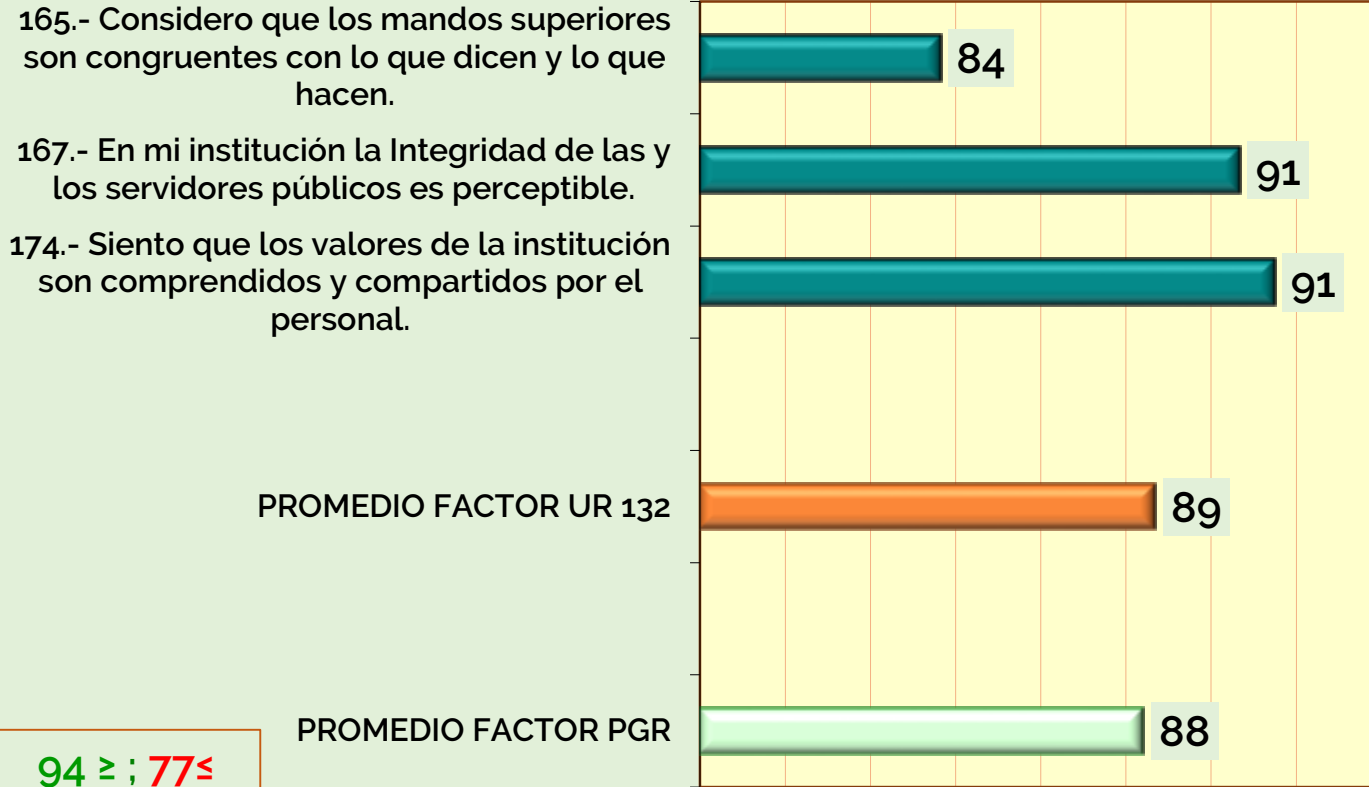 165.- Considero que los mandos superiores
son congruentes con lo que dicen y lo que
hacen.
84
167.- En mi institución la Integridad de las y
los servidores públicos es perceptible.
91
174.- Siento que los valores de la institución
son comprendidos y compartidos por el
personal.
91
PROMEDIO FACTOR UR 132
89
PROMEDIO FACTOR PGR
88
94 ≥ ; 77≤